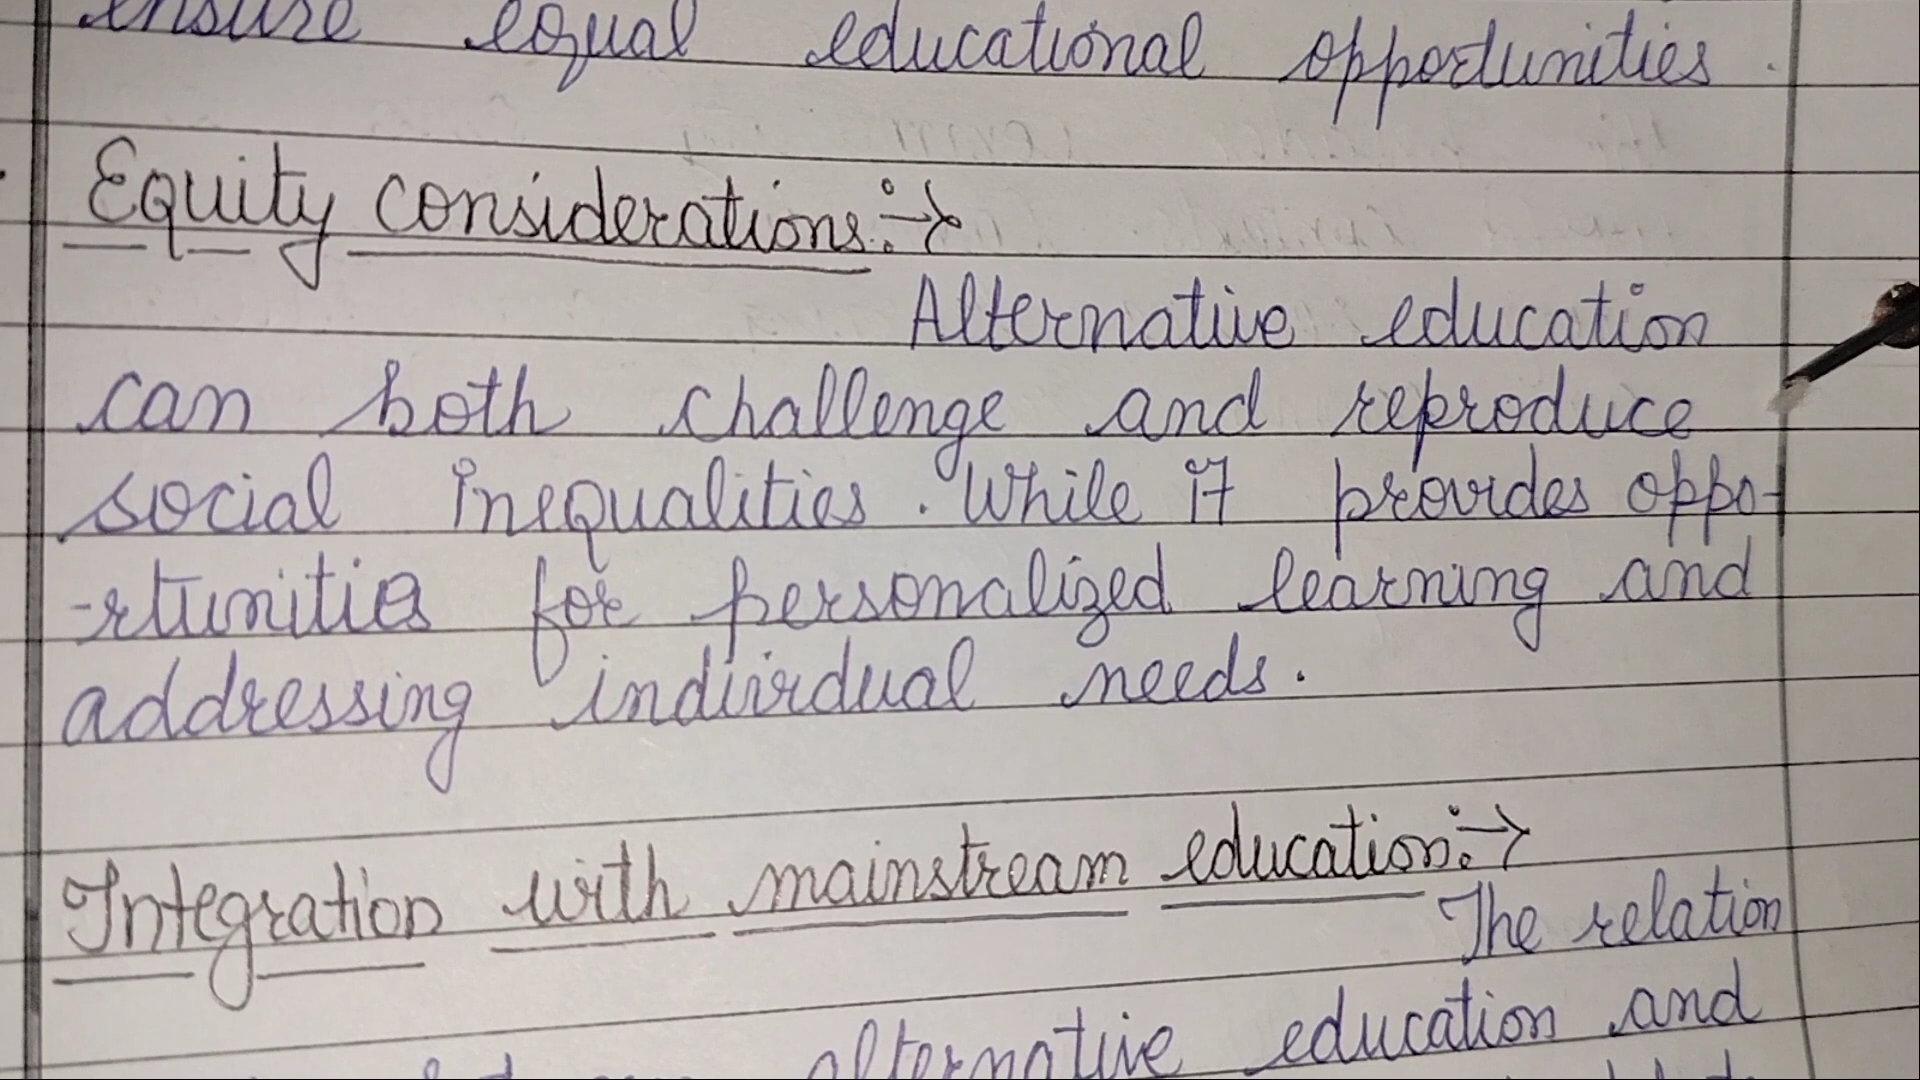 ensure equal educational opportunities.
Equity considerations:→
Alternative education
can both challenge and reproduce
social inequalities. While it provides oppo-
-rtunities for personalized learning and
addressing individual needs.
Integration with mainstream education:→
The relation
alternative education and